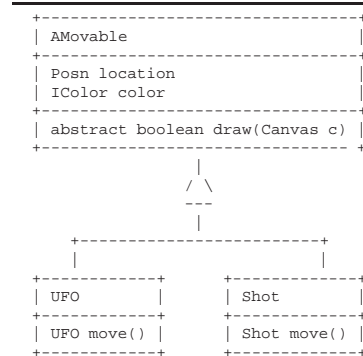 AMovable
Posn location
IColor color
abstract boolean draw(Canvas c)
UFO
Shot
UFO move()
Shot move()